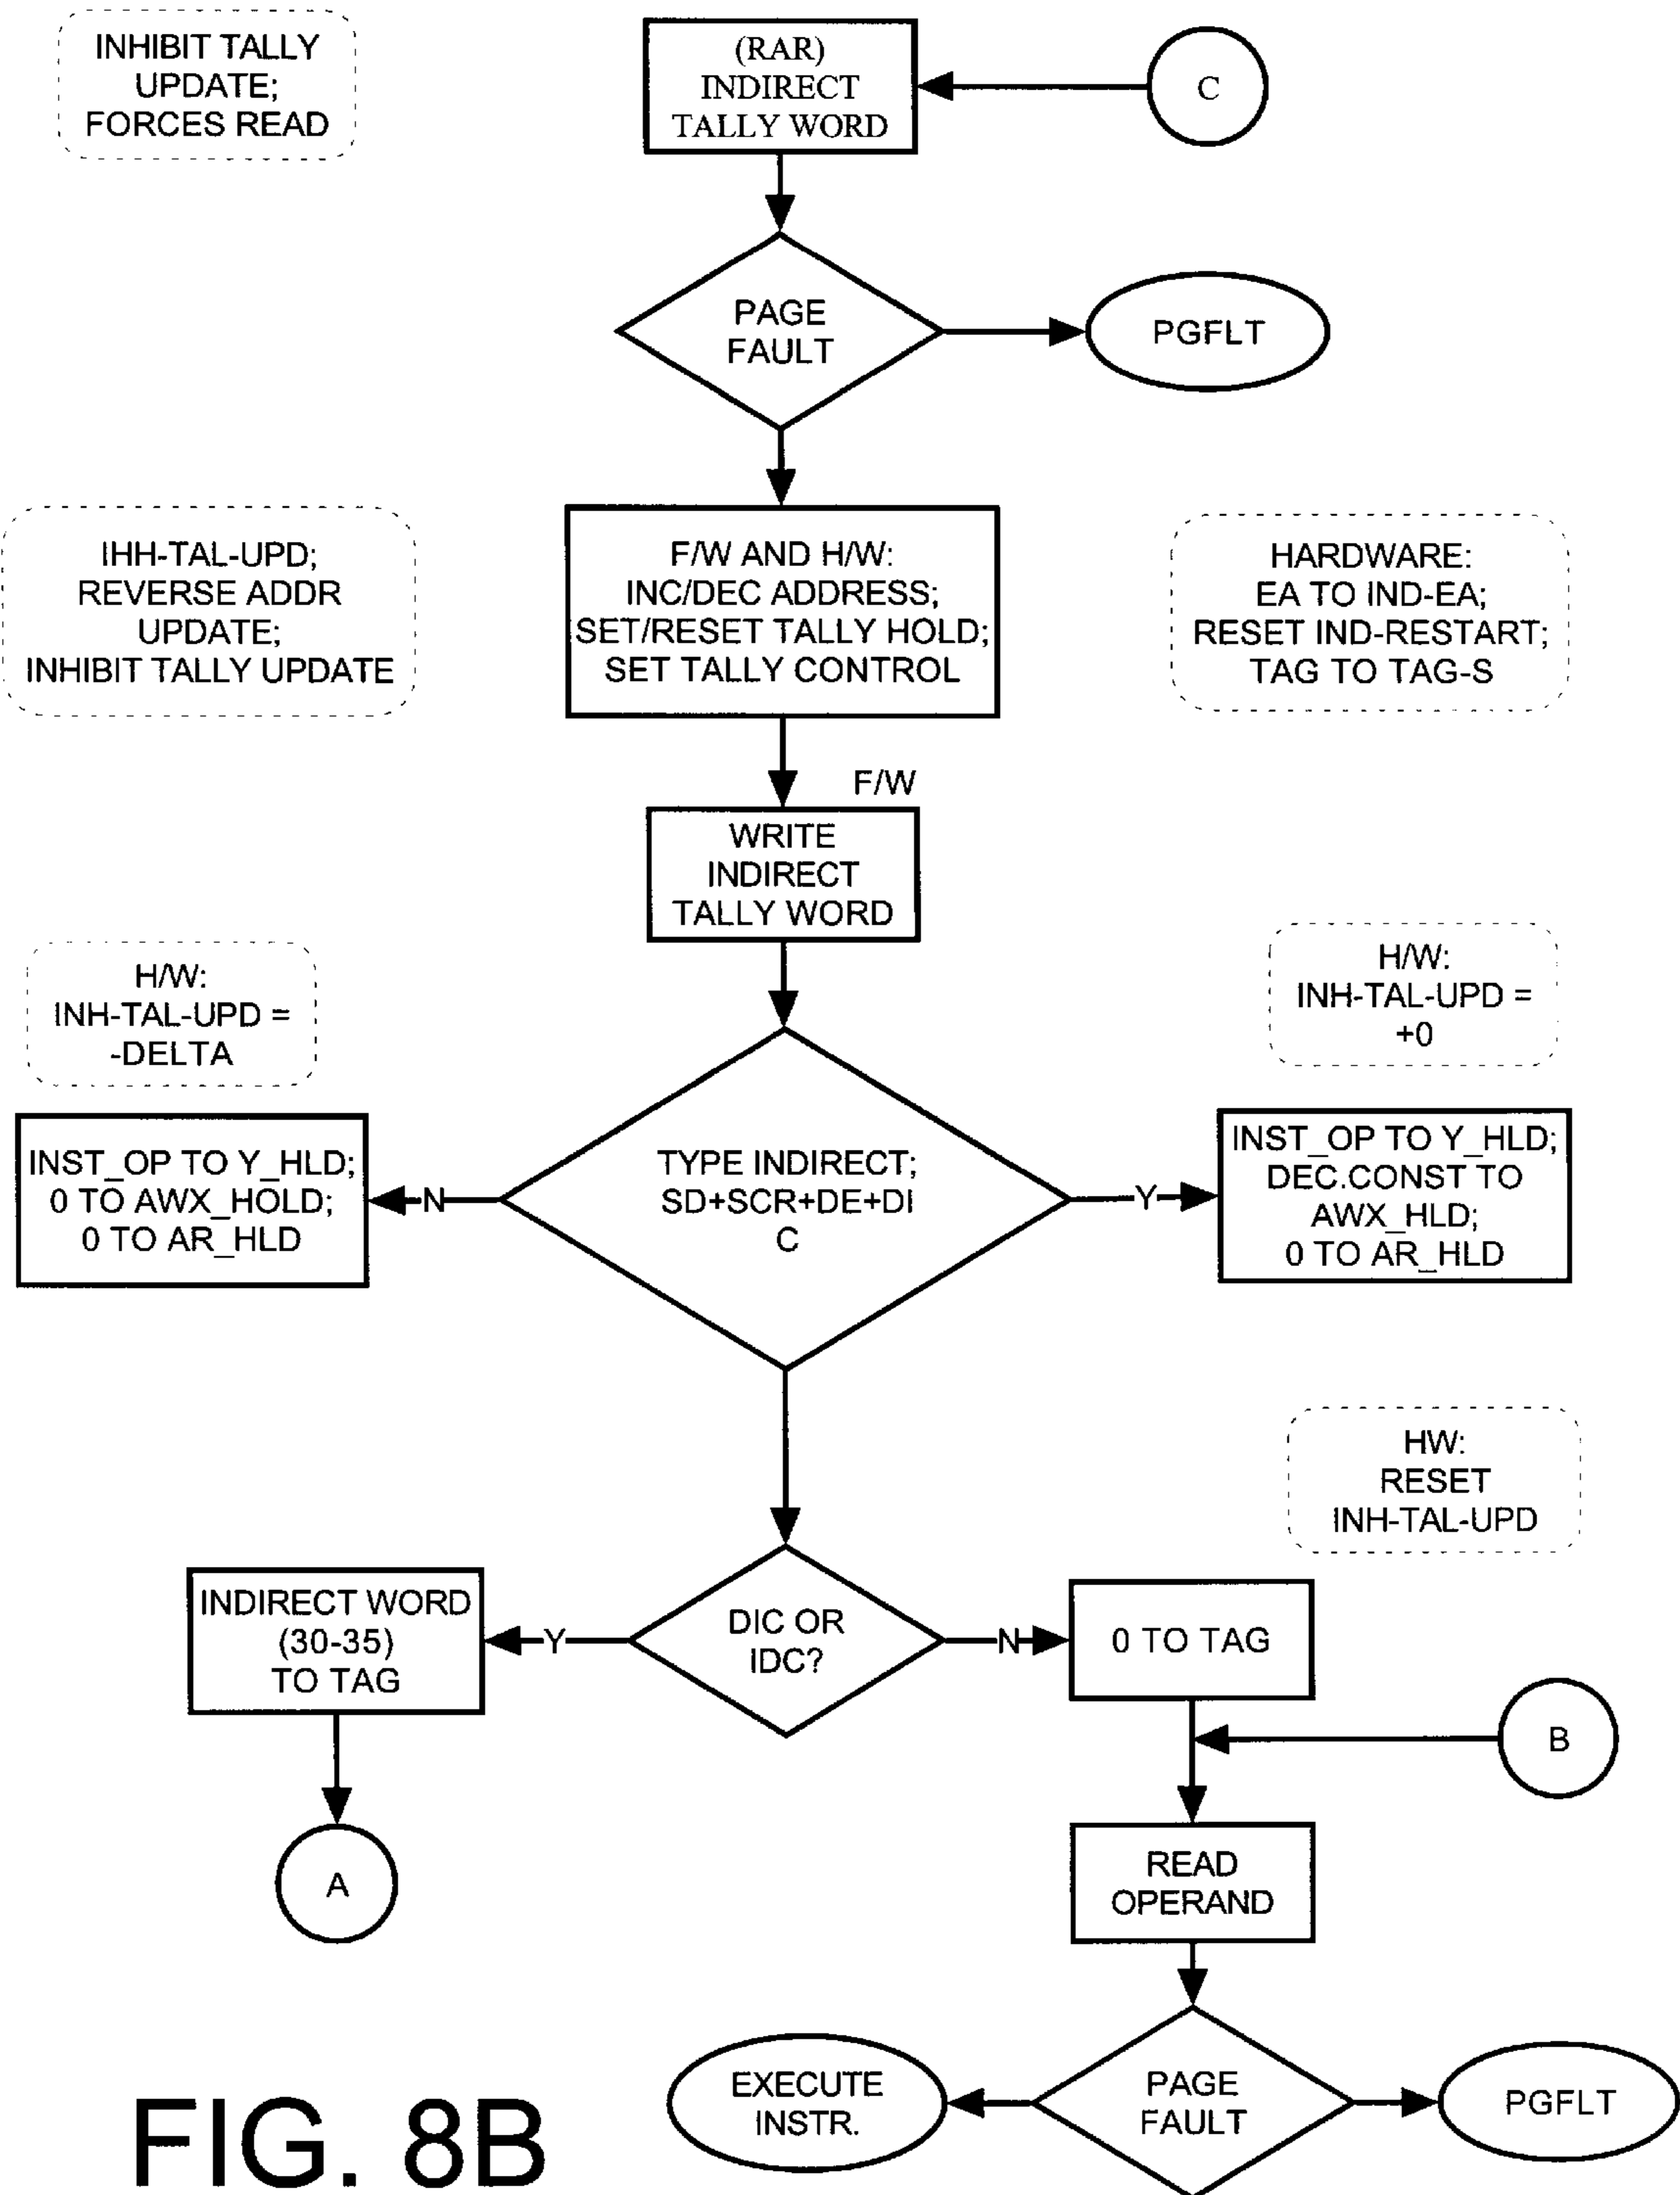 INHIBIT TALLY
UPDATE;
FORCES READ
(RAR)
INDIRECT
TALLY WORD
C
PAGE
FAULT
PGFLT
IHH-TAL-UPD;
REVERSE ADDR
UPDATE;
INHIBIT TALLY UPDATE
F/W AND H/W:
INC/DEC ADDRESS;
SET/RESET TALLY HOLD;
SET TALLY CONTROL
HARDWARE:
EA TO IND-EA;
RESET IND-RESTART;
TAG TO TAG-S
F/W
WRITE
INDIRECT
TALLY WORD
H/W:
INH-TAL-UPD =
-DELTA
H/W:
INH-TAL-UPD =
+0
INST_OP TO Y_HLD;
0 TO AWX_HOLD;
0 TO AR_HLD
N
TYPE INDIRECT;
SD+SCR+DE+DI
C
Y
INST_OP TO Y_HLD;
DEC.CONST TO
AWX_HLD;
0 TO AR_HLD
HW:
RESET
INH-TAL-UPD
INDIRECT WORD
(30-35)
TO TAG
Y
DIC OR
IDC?
N
0 TO TAG
B
A
READ
OPERAND
EXECUTE
INSTR.
PAGE
FAULT
PGFLT
FIG. 8B